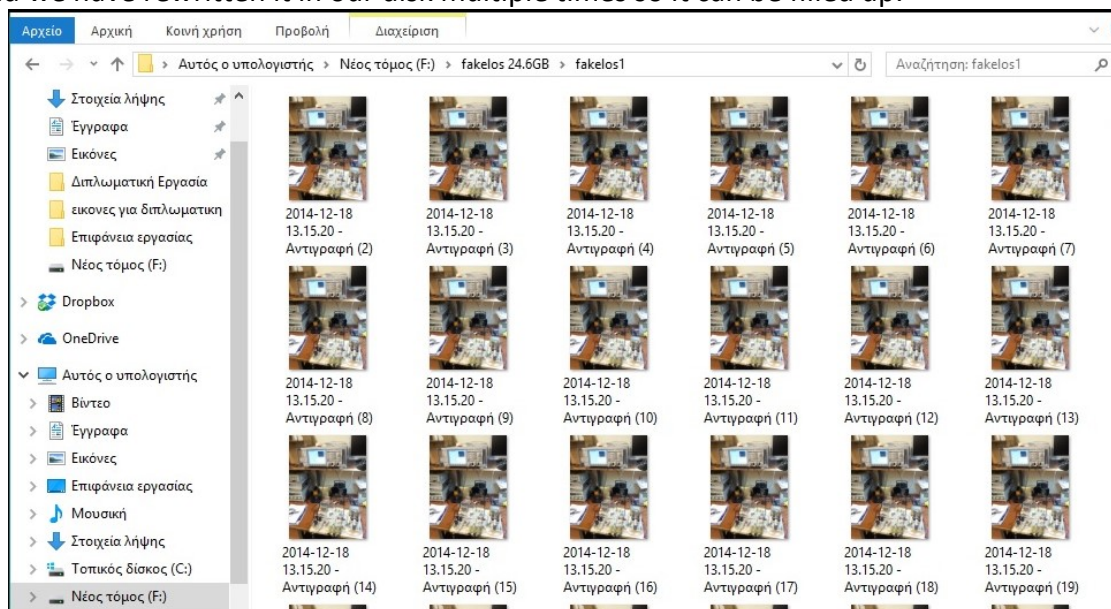 we have rewritten it in our disk multiple times so it can be filled up.
Αρχείο Αρχική Κοινή χρήση Προβολή Διαχείριση
Αυτός ο υπολογιστής > Νέος τόμος (F:) > fakelos 24.6GB > fakelos1
Αναζήτηση: fakelos1
Στοιχεία λήψης
Έγγραφα
Εικόνες
Διπλωματική Εργασία
εικονες για διπλωματικη
Επιφάνεια εργασίας
Νέος τόμος (F:)
Dropbox
OneDrive
Αυτός ο υπολογιστής
Βίντεο
Έγγραφα
Εικόνες
Επιφάνεια εργασίας
Μουσική
Στοιχεία λήψης
Τοπικός δίσκος (C:)
Νέος τόμος (F:)
2014-12-18 2014-12-18 2014-12-18 2014-12-18 2014-12-18 2014-12-18
13.15.20 - 13.15.20 - 13.15.20 - 13.15.20 - 13.15.20 - 13.15.20 -
Αντιγραφή (2) Αντιγραφή (3) Αντιγραφή (4) Αντιγραφή (5) Αντιγραφή (6) Αντιγραφή (7)
2014-12-18 2014-12-18 2014-12-18 2014-12-18 2014-12-18 2014-12-18
13.15.20 - 13.15.20 - 13.15.20 - 13.15.20 - 13.15.20 - 13.15.20 -
Αντιγραφή (8) Αντιγραφή (9) Αντιγραφή (10) Αντιγραφή (11) Αντιγραφή (12) Αντιγραφή (13)
2014-12-18 2014-12-18 2014-12-18 2014-12-18 2014-12-18 2014-12-18
13.15.20 - 13.15.20 - 13.15.20 - 13.15.20 - 13.15.20 - 13.15.20 -
Αντιγραφή (14) Αντιγραφή (15) Αντιγραφή (16) Αντιγραφή (17) Αντιγραφή (18) Αντιγραφή (19)